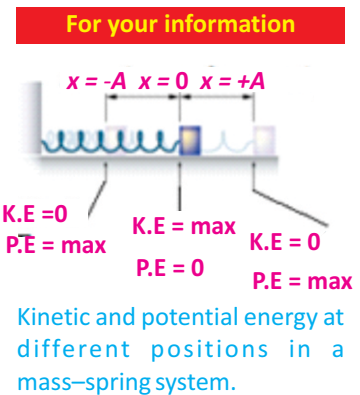 For your information
x = -A x = 0 x = +A
K.E =0
P.E = max
K.E = max
P.E = 0
K.E = 0
P.E = max
Kinetic and potential energy at
different positions in a
mass–spring system.